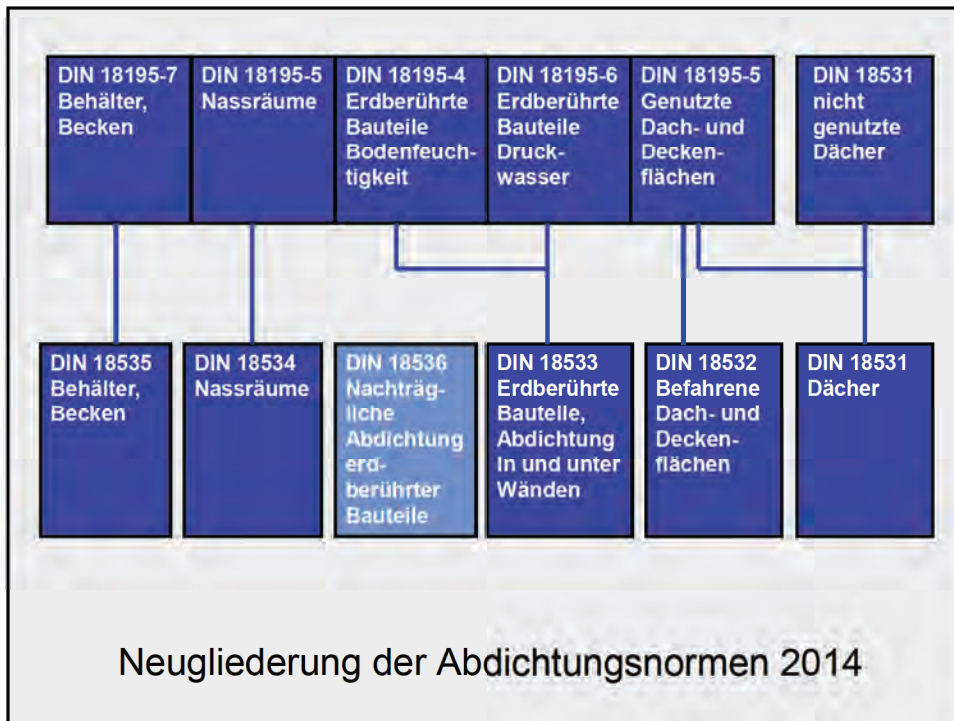 DIN 18195-7
Behälter,
Becken
DIN 18195-5
Nassräume
DIN 18195-4
Erdberührte
Bauteile
Bodenfeuch-
tigkeit
DIN 18195-6
Erdberührte
Bauteile
Druck-
wasser
DIN 18195-5
Genutzte
Dach- und
Decken-
flächen
DIN 18531
nicht
genutzte
Dächer
DIN 18535
Behälter,
Becken
DIN 18534
Nassräume
DIN 18536
Nachträg-
liche
Abdichtung
erd-
berührter
Bauteile
DIN 18533
Erdberührte
Bauteile,
Abdichtung
In und unter
Wänden
DIN 18532
Befahrene
Dach- und
Decken-
flächen
DIN 18531
Dächer
Neugliederung der Abdichtungsnormen 2014